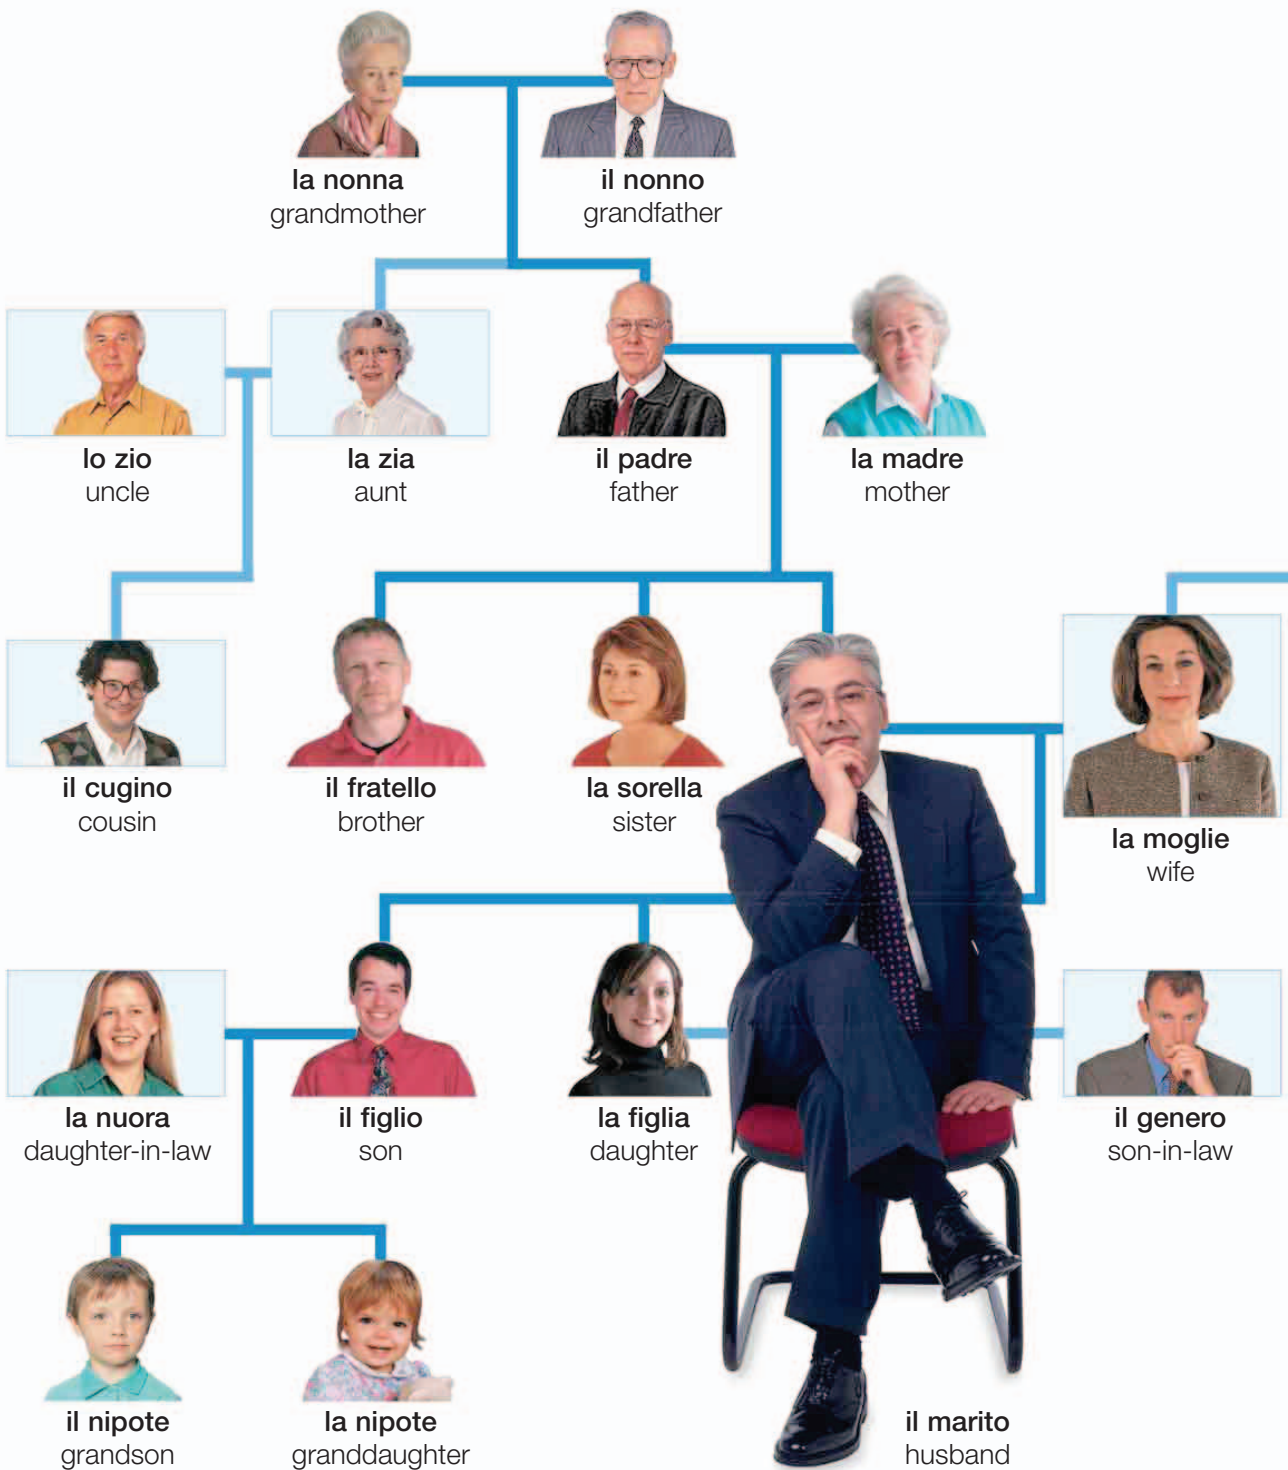 la nonna
grandmother
il nonno
grandfather
lo zio
uncle
la zia
aunt
il padre
father
la madre
mother
il cugino
cousin
il fratello
brother
la sorella
sister
la moglie
wife
la nuora
daughter-in-law
il figlio
son
la figlia
daughter
il genero
son-in-law
il nipote
grandson
la nipote
granddaughter
il marito
husband